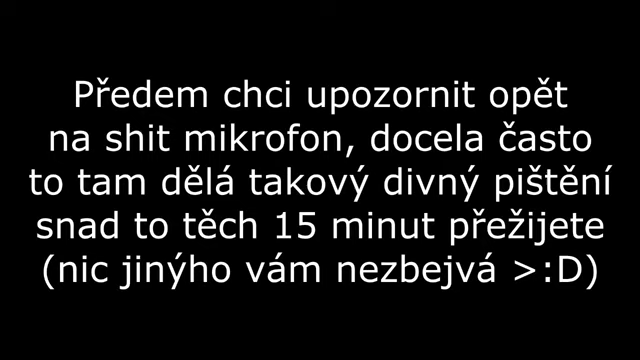 Předem chci upozornit opět
na shit mikrofon, docela často
to tam dělá takový divný pištění
snad to těch 15 minut přežijete
(nic jinýho vám nezbejvá >:D)